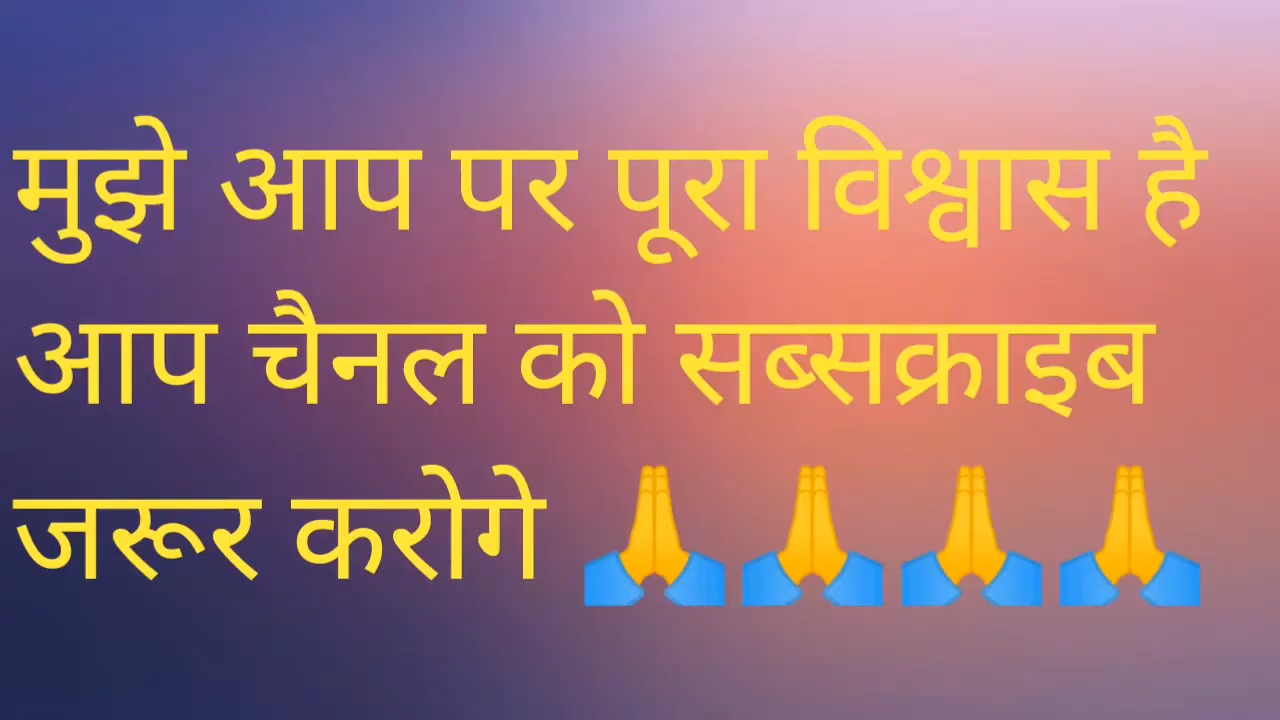 मुझे आप पर पूरा विश्वास है
आप चैनल को सब्सक्राइब
जरूर करोगे 🙏🙏🙏🙏